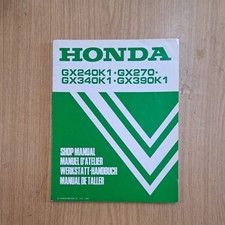 HONDA
GX240K1·GX270·
GX340K1·GX390K1
SHOP MANUAL
MANUEL D'ATELIER
WERKSTATT-HANDBUCH
MANUAL DE TALLER